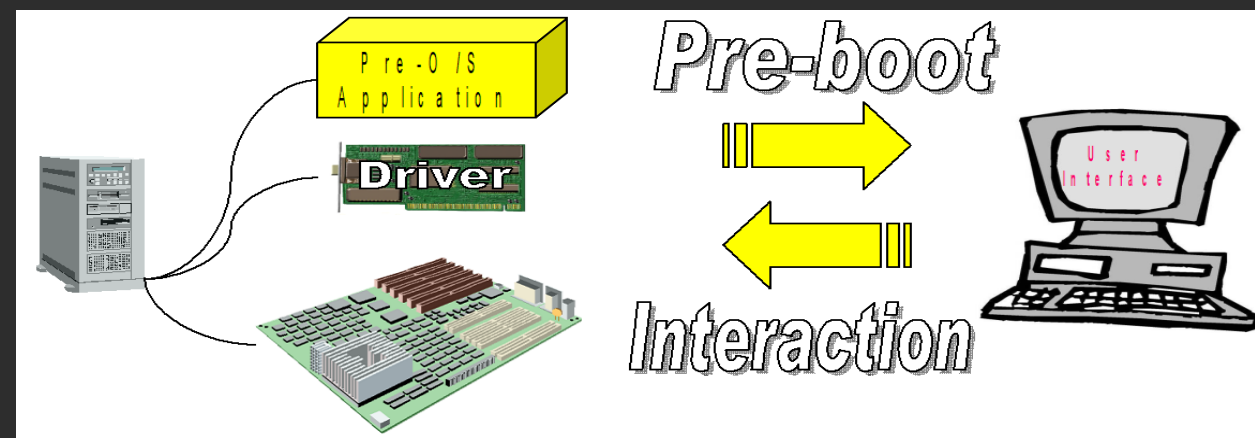 Pre-O/S
Application
Driver
Pre-boot
Interaction
User
Interface